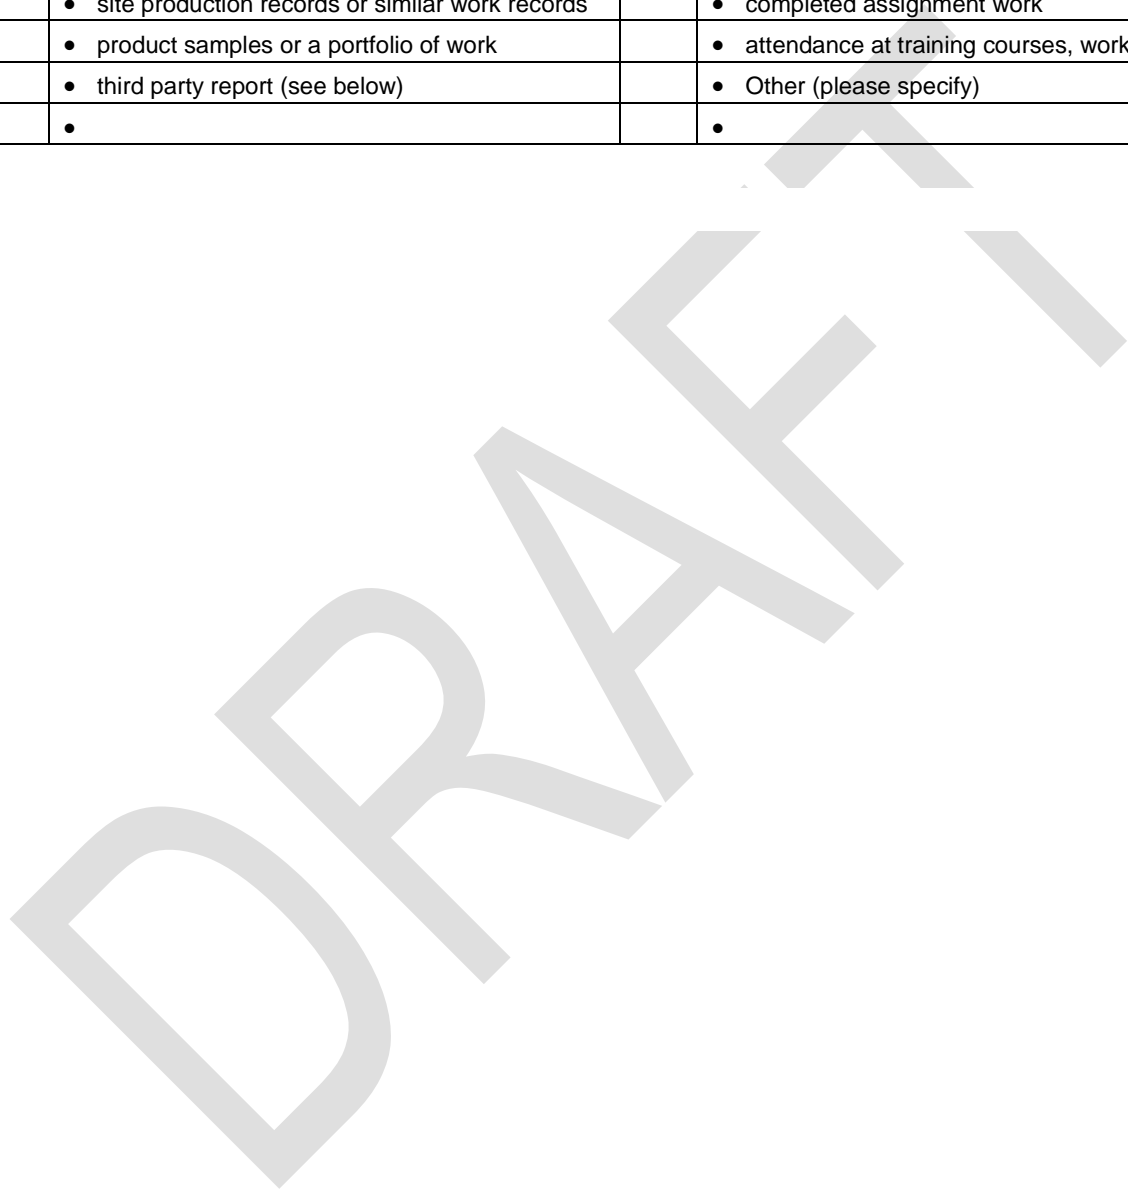 • site production records or similar work records • completed assignment work
• product samples or a portfolio of work • attendance at training courses, work
• third party report (see below) • Other (please specify)
• •
DRAFT